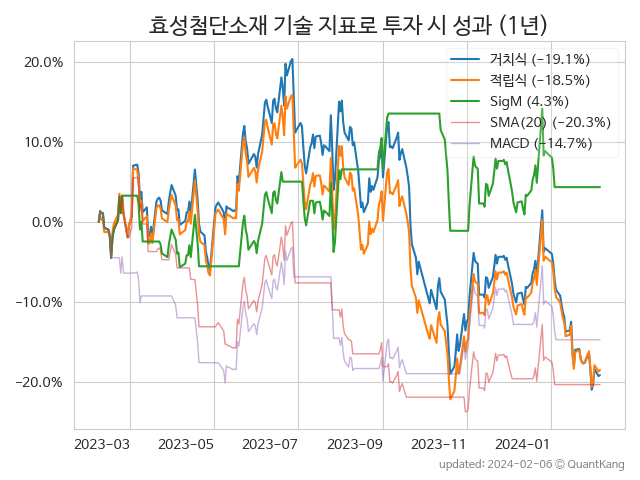 효성첨단소재 기술 지표로 투자 시 성과 (1년)
거치식 (−19.1%)
적립식 (−18.5%)
SigM (4.3%)
SMA(20) (−20.3%)
MACD (−14.7%)
20.0%
10.0%
0.0%
−10.0%
−20.0%
2023−03 2023−05 2023−07 2023−09 2023−11 2024−01
updated: 2024−02−06 © QuantKang